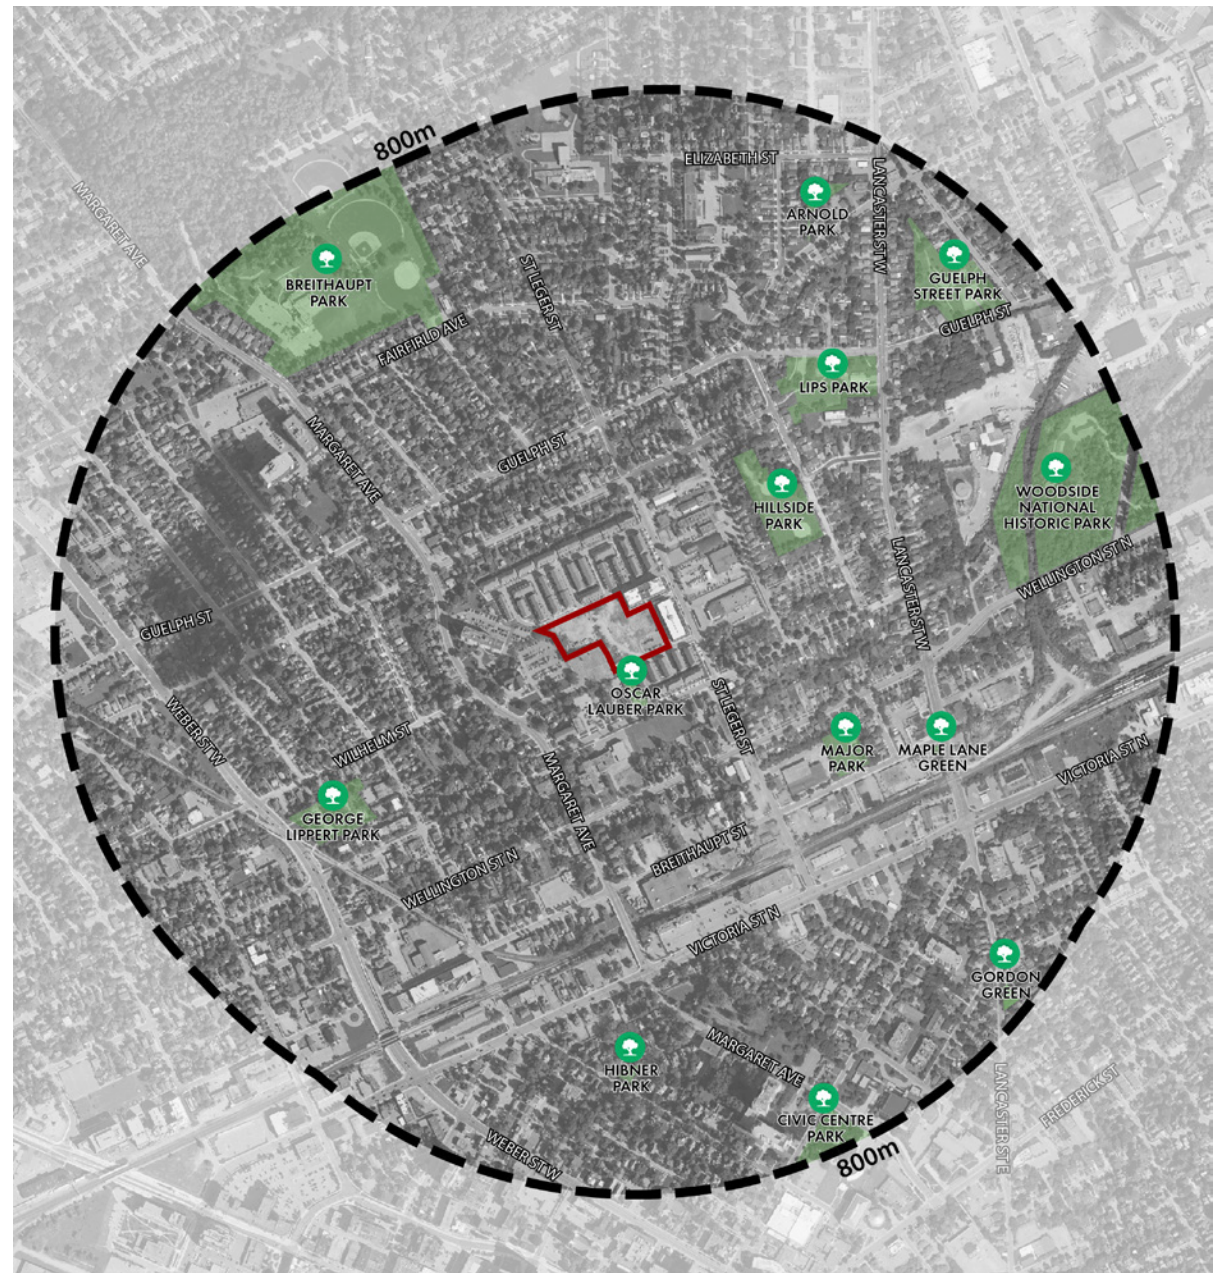 800m
ELIZABETH ST
MARGARET AVE
LANCASTER ST W
ARNOLD
PARK
BREITHAUPT
PARK
ST LEGER ST
GUELPH
STREET PARK
GUELPH ST
FAIRFIRLD AVE
LIPS PARK
MARGARET AVE
GUELPH ST
HILLSIDE
PARK
WOODSIDE
NATIONAL
HISTORIC PARK
WELLINGTON ST N
LANCASTER ST W
GUELPH ST
OSCAR
LAUBER PARK
ST LEGER ST
WEBER ST W
WILHELM ST
MAJOR
PARK
MAPLE LANE
GREEN
VICTORIA ST N
MARGARET AVE
GEORGE
LIPPERT PARK
BREITHAUPT ST
WELLINGTON ST N
VICTORIA ST N
GORDON
GREEN
HIBNER
PARK
MARGARET AVE
CIVIC CENTRE
PARK
LANCASTER ST E
FREDERICK ST
WEBER ST W
800m